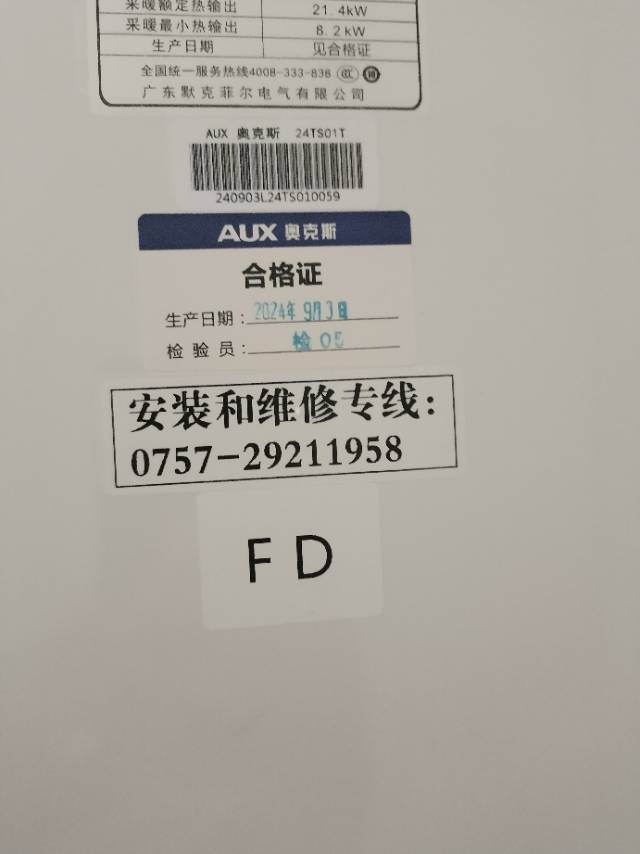 采暖额定热输出 21.4kW
采暖最小热输出 8.2kW
生产日期 见合格证
全国统一服务热线4008-333-838
广东默克菲尔电气有限公司
AUX 奥克斯 24TS01T
240903L24TS010059
AUX 奥克斯
合格证
生产日期：2024年9月3日
检验员：检05
安装和维修专线：
0757-29211958
FD